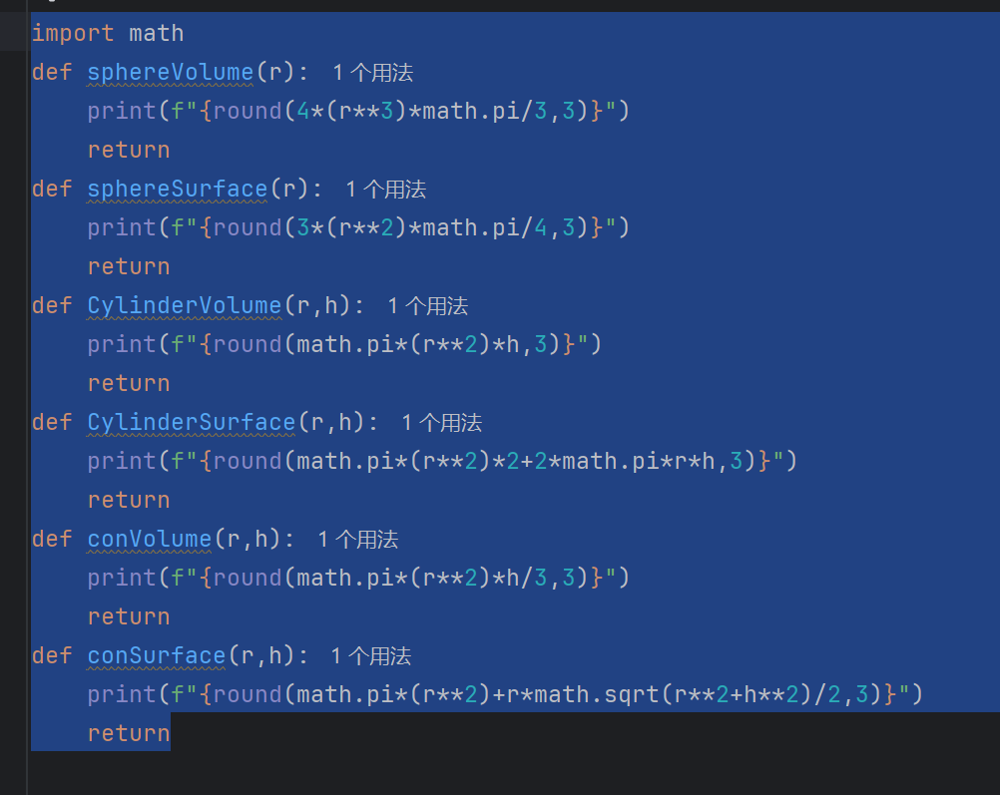 import math
def sphereVolume(r): 1个用法
    print(f"{round(4*(r**3)*math.pi/3,3)}")
    return
def sphereSurface(r): 1个用法
    print(f"{round(3*(r**2)*math.pi/4,3)}")
    return
def CylinderVolume(r,h): 1个用法
    print(f"{round(math.pi*(r**2)*h,3)}")
    return
def CylinderSurface(r,h): 1个用法
    print(f"{round(math.pi*(r**2)*2+2*math.pi*r*h,3)}")
    return
def conVolume(r,h): 1个用法
    print(f"{round(math.pi*(r**2)*h/3,3)}")
    return
def conSurface(r,h): 1个用法
    print(f"{round(math.pi*(r**2)+r*math.sqrt(r**2+h**2)/2,3)}")
    return